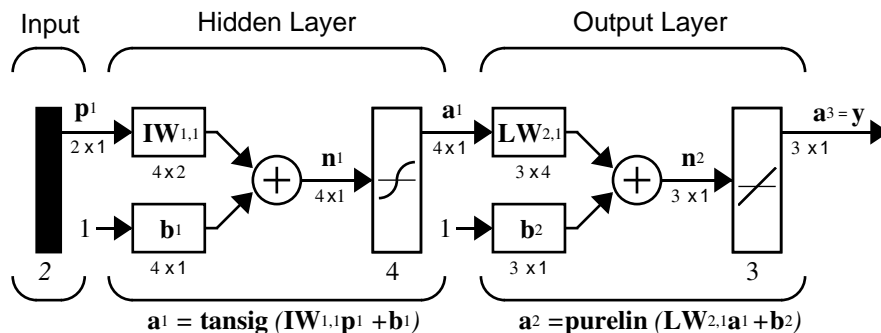 Input Hidden Layer Output Layer
p1 a1 a3 = y
IW1,1 LW2,1
2 x 1 n1 4 x 1 n2 3 x 1
4 x 2 3 x 4
4 x 1 3 x 1
1 b1 1 b2
2 4 x 1 4 3 x 1 3
a1 = tansig (IW1,1p1 +b1) a2 =purelin (LW2,1a1+b2)